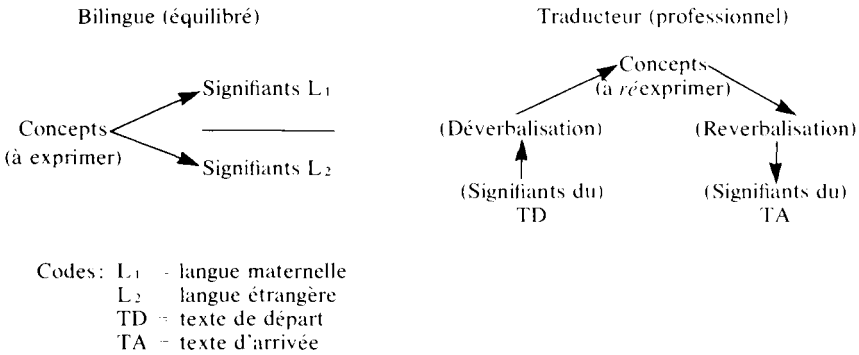 Bilingue (équilibré)
Signifiants L₁
Concepts
(à exprimer)
Signifiants L₂
Traducteur (professionnel)
Concepts
(à réexprimer)
(Déverbalisation)
(Reverbalisation)
(Signifiants du)
TD
(Signifiants du)
TA
Codes: L₁ - langue maternelle
L₂ - langue étrangère
TD - texte de départ
TA - texte d'arrivée